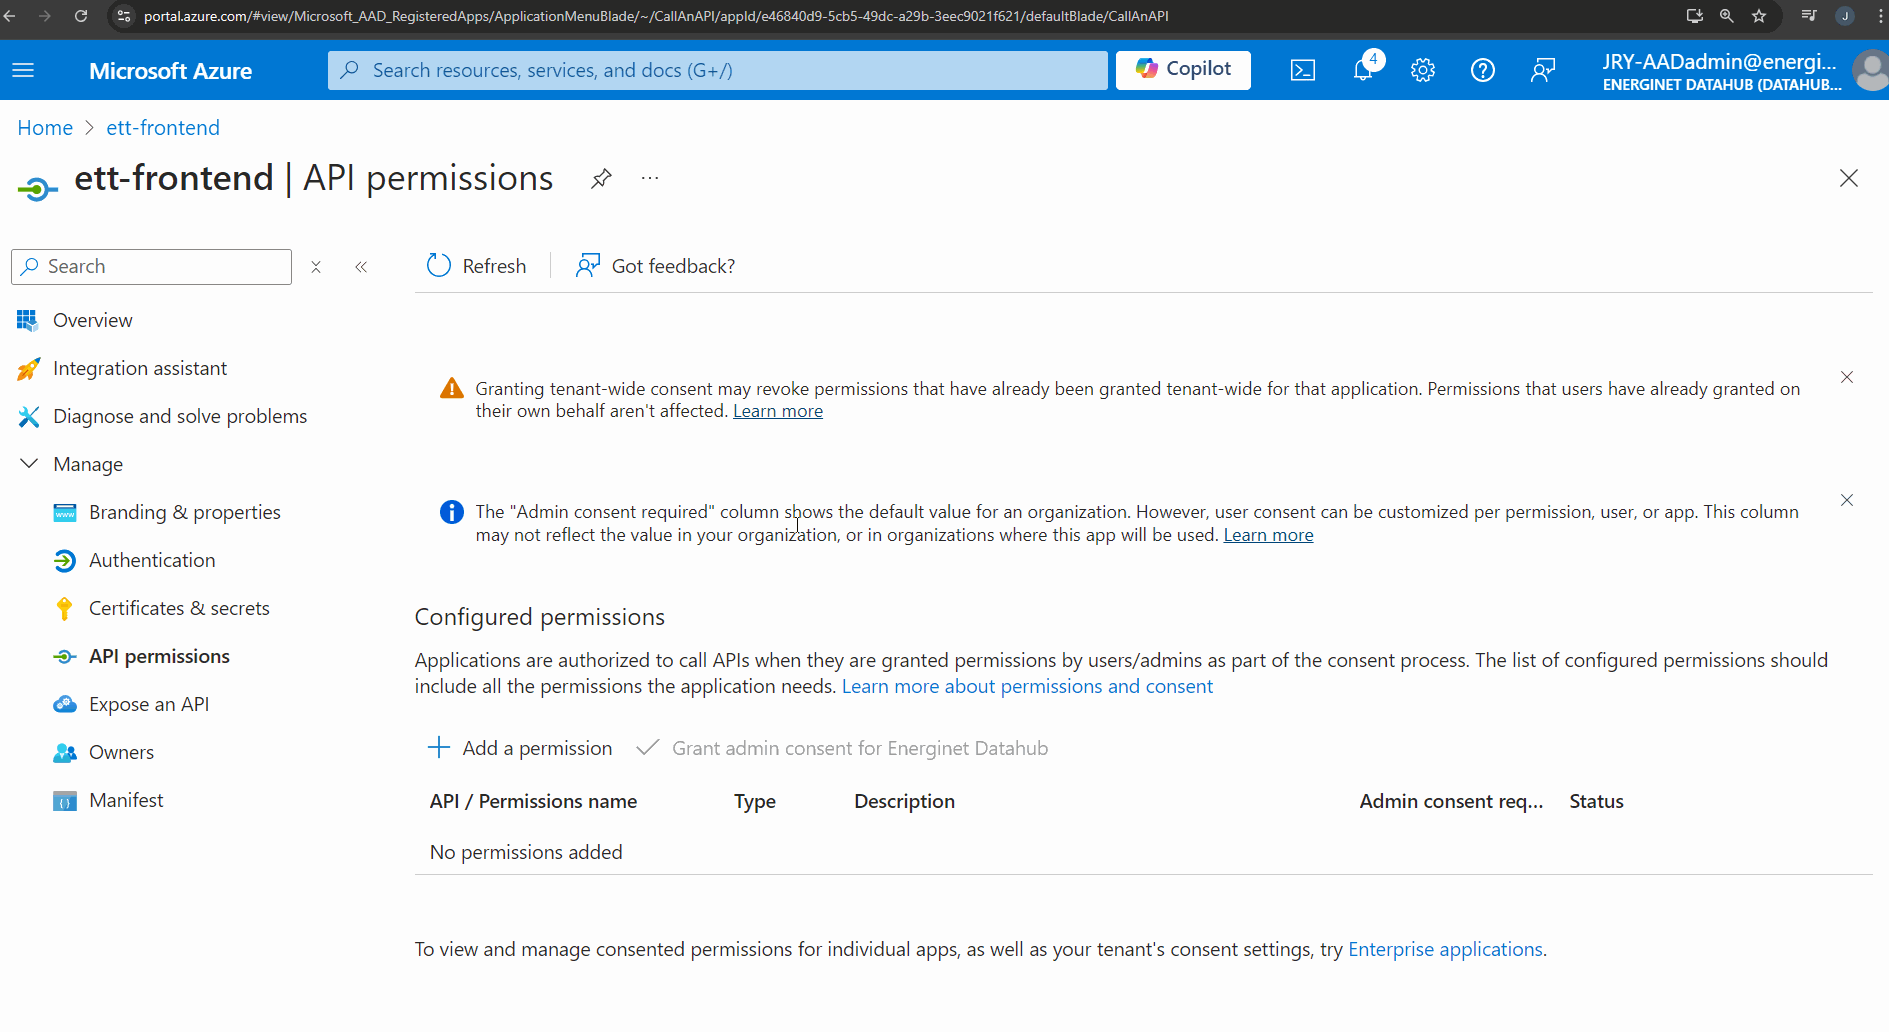 portal.azure.com/#view/Microsoft_AAD_RegisteredApps/ApplicationMenuBlade/~/CallAnAPI/appId/e46840d9-5cb5-49dc-a29b-3eec9021f621/defaultBlade/CallAnAPI
J
Microsoft Azure
Search resources, services, and docs (G+/)
Copilot
4
JRY-AADadmin@energi...
ENERGINET DATAHUB (DATAHUB...
Home > ett-frontend
ett-frontend | API permissions
...
Search
Refresh
Got feedback?
Overview
Integration assistant
Diagnose and solve problems
Manage
Branding & properties
Authentication
Certificates & secrets
API permissions
Expose an API
Owners
Manifest
Granting tenant-wide consent may revoke permissions that have already been granted tenant-wide for that application. Permissions that users have already granted on
their own behalf aren't affected. Learn more
The "Admin consent required" column shows the default value for an organization. However, user consent can be customized per permission, user, or app. This column
may not reflect the value in your organization, or in organizations where this app will be used. Learn more
Configured permissions
Applications are authorized to call APIs when they are granted permissions by users/admins as part of the consent process. The list of configured permissions should
include all the permissions the application needs. Learn more about permissions and consent
Add a permission
Grant admin consent for Energinet Datahub
API / Permissions name
Type
Description
Admin consent req...
Status
No permissions added
To view and manage consented permissions for individual apps, as well as your tenant's consent settings, try Enterprise applications.